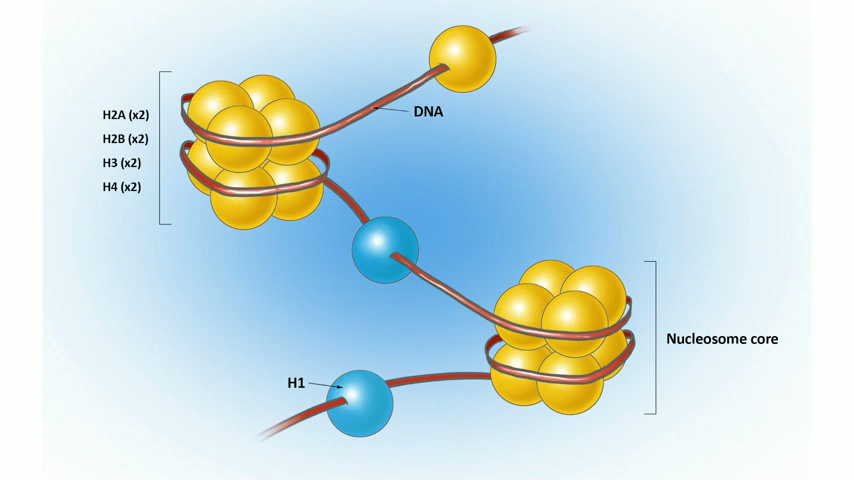 H2A (x2)
H2B (x2)
H3 (x2)
H4 (x2)
DNA
Nucleosome core
H1